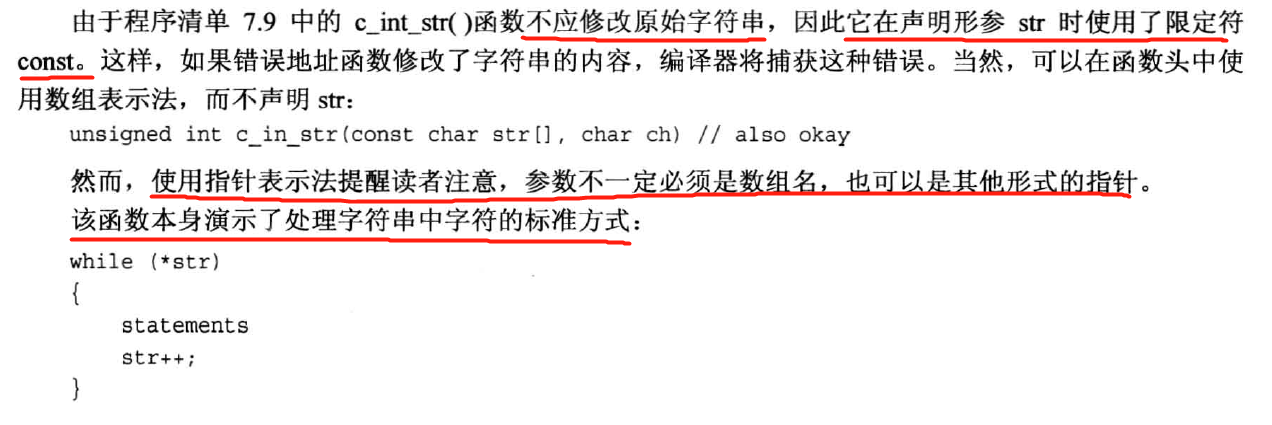 由于程序清单 7.9 中的 c_int_str( )函数不应修改原始字符串，因此它在声明形参 str 时使用了限定符
const。这样，如果错误地址函数修改了字符串的内容，编译器将捕获这种错误。当然，可以在函数头中使
用数组表示法，而不声明 str：
unsigned int c_in_str(const char str[], char ch) // also okay
然而，使用指针表示法提醒读者注意，参数不一定必须是数组名，也可以是其他形式的指针。
该函数本身演示了处理字符串中字符的标准方式：
while (*str)
{
statements
str++;
}